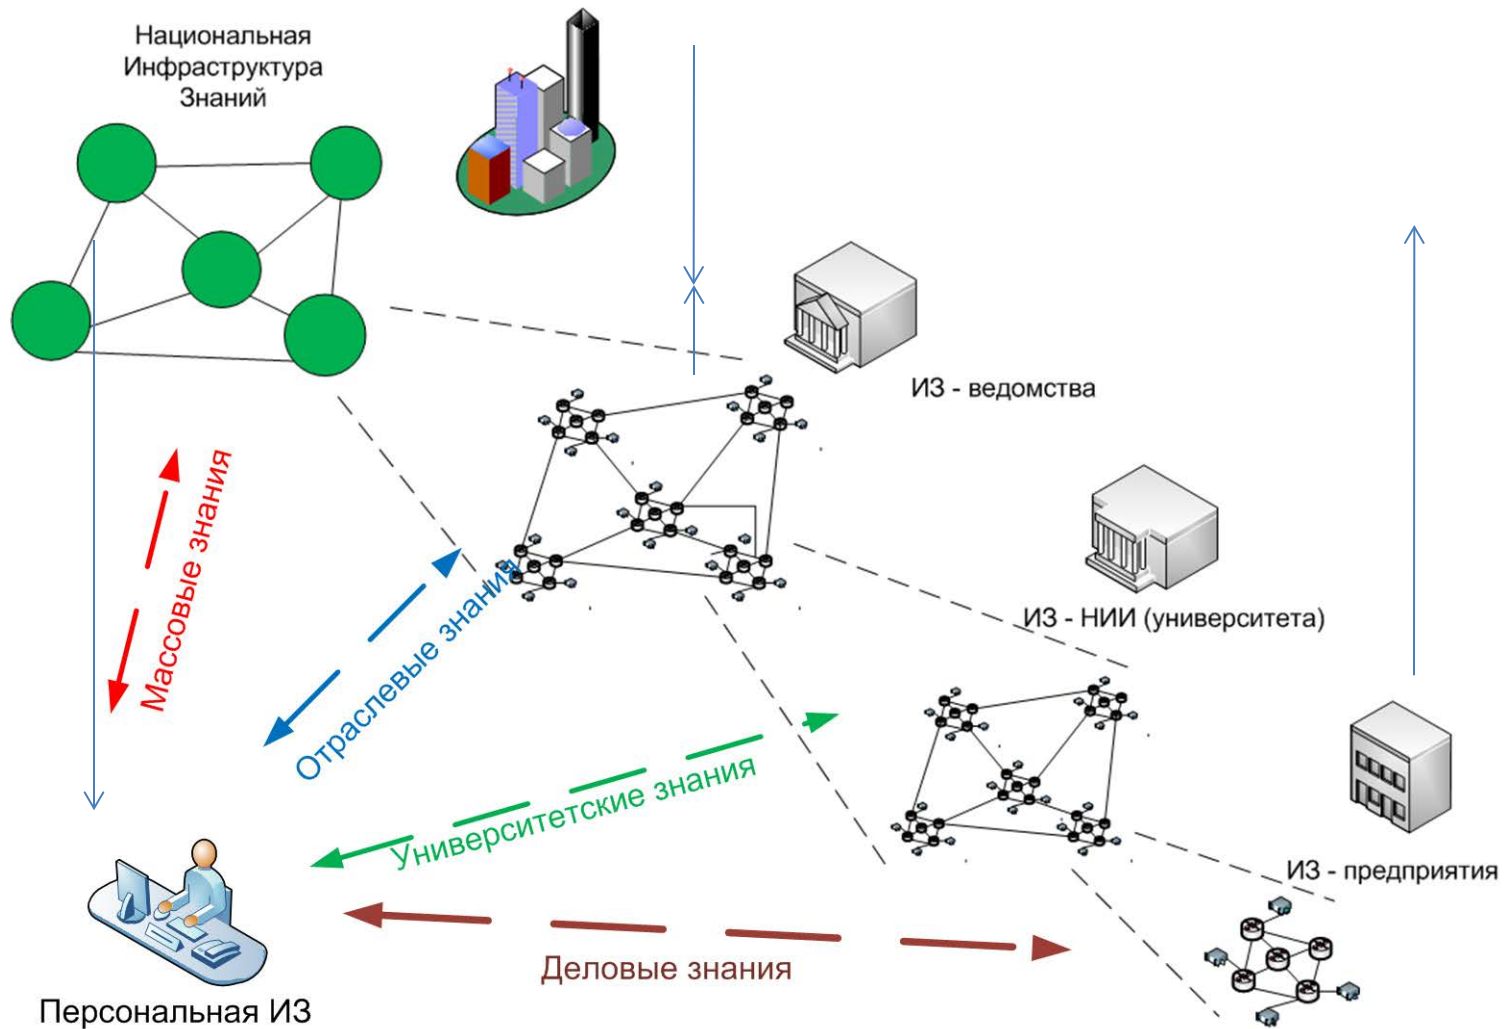 Национальная
Инфраструктура
Знаний
ИЗ - ведомства
Массовые знания
Отраслевые знания
ИЗ - НИИ (университета)
Университетские знания
ИЗ - предприятия
Деловые знания
Персональная ИЗ